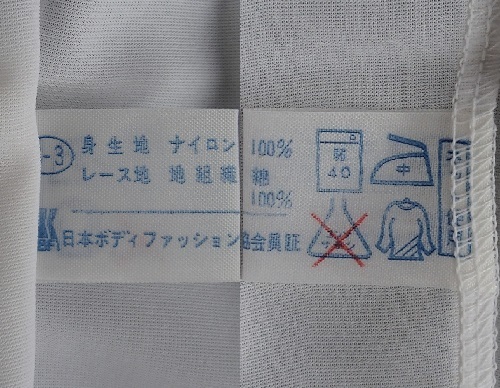 -3
身生地 ナイロン 100%
レース地 地組織 綿
100%
日本ボディファッション協会員証
弱
40
中